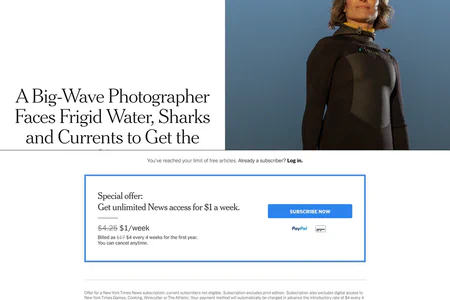 A Big-Wave Photographer
Faces Frigid Water, Sharks
and Currents to Get the
You've reached your limit of free articles. Already a subscriber? Log in.
Special offer:
Get unlimited News access for $1 a week.
$4.25 $1/week
Billed as $17 $4 every 4 weeks for the first year.
You can cancel anytime.
SUBSCRIBE NOW
PayPal
Offer for a New York Times News subscription; current subscribers not eligible. Subscription excludes print edition. Subscription also excludes digital access to
New York Times Games, Cooking, Wirecutter or The Athletic. Your payment method will automatically be charged in advance the introductory rate of $4 every 4